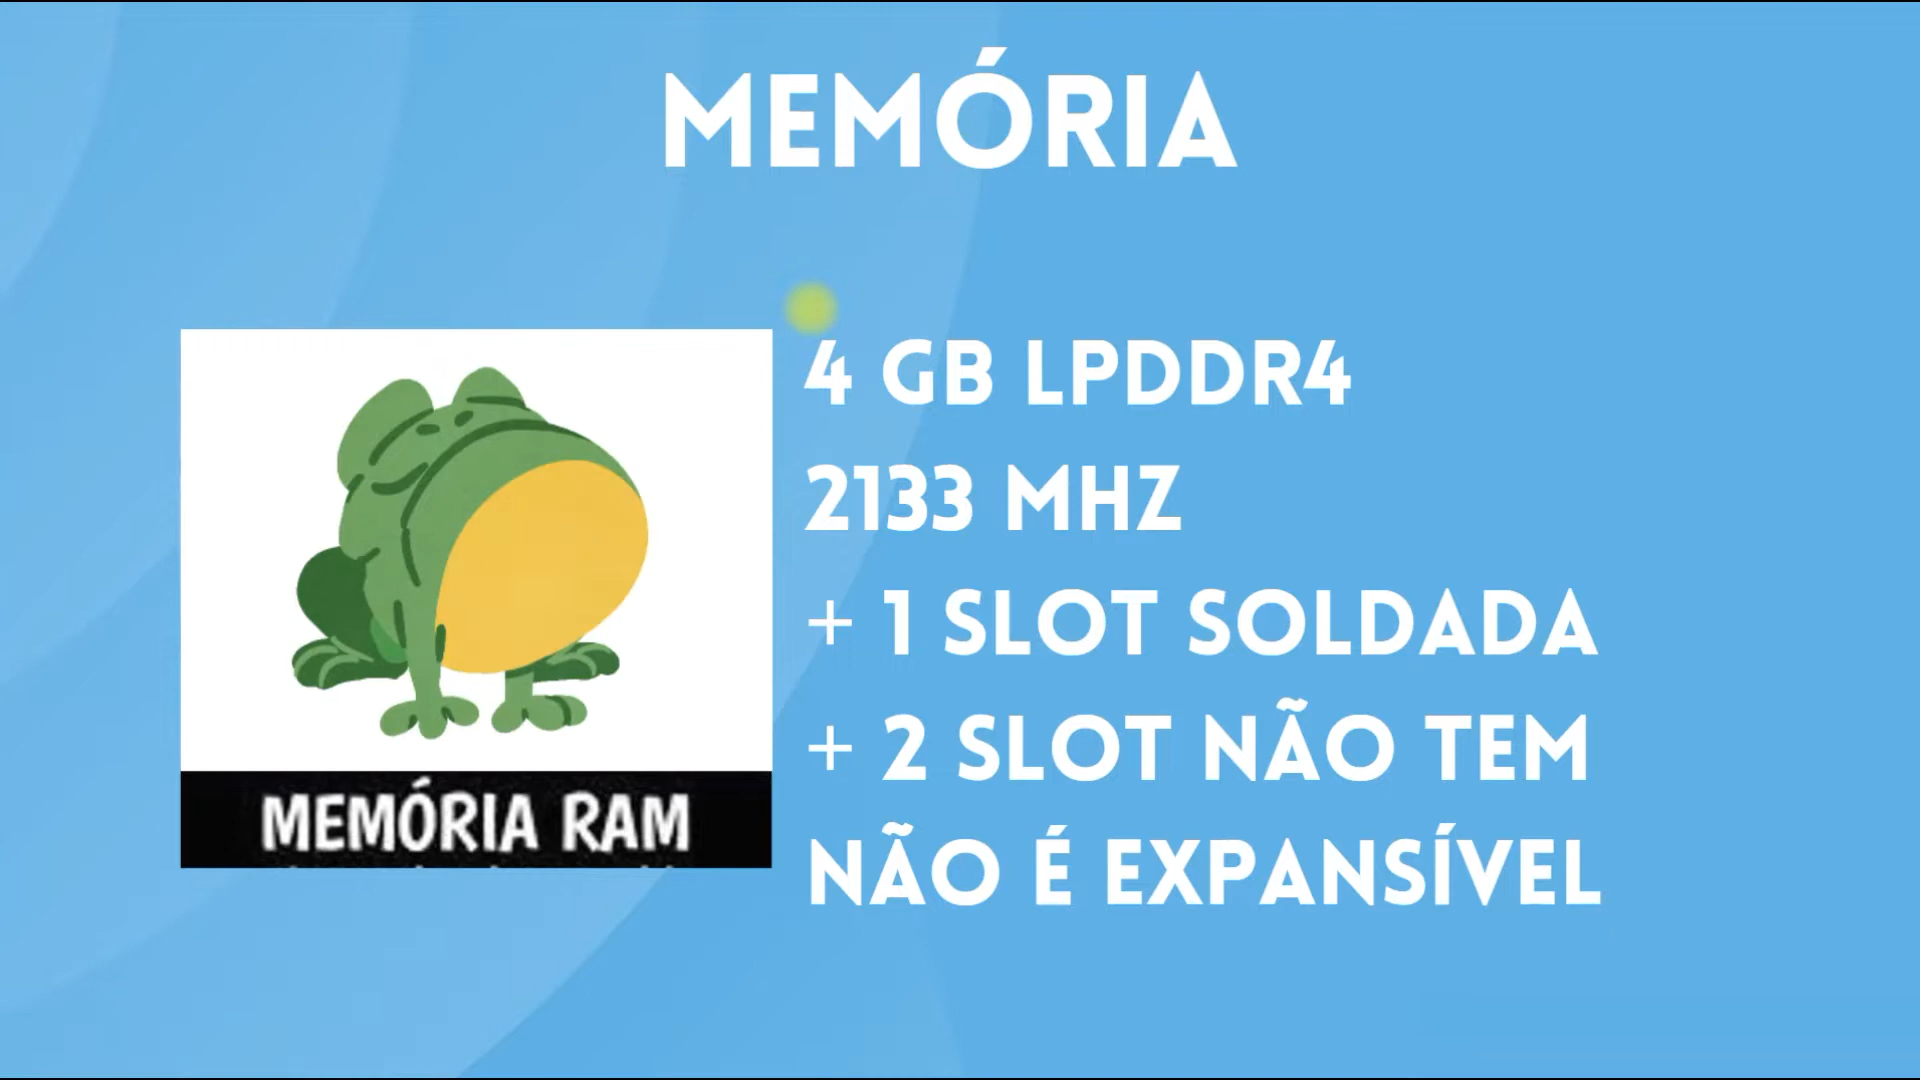 MEMÓRIA
4 GB LPDDR4
2133 MHZ
+ 1 SLOT SOLDADA
+ 2 SLOT NÃO TEM
NÃO É EXPANSÍVEL
MEMÓRIA RAM